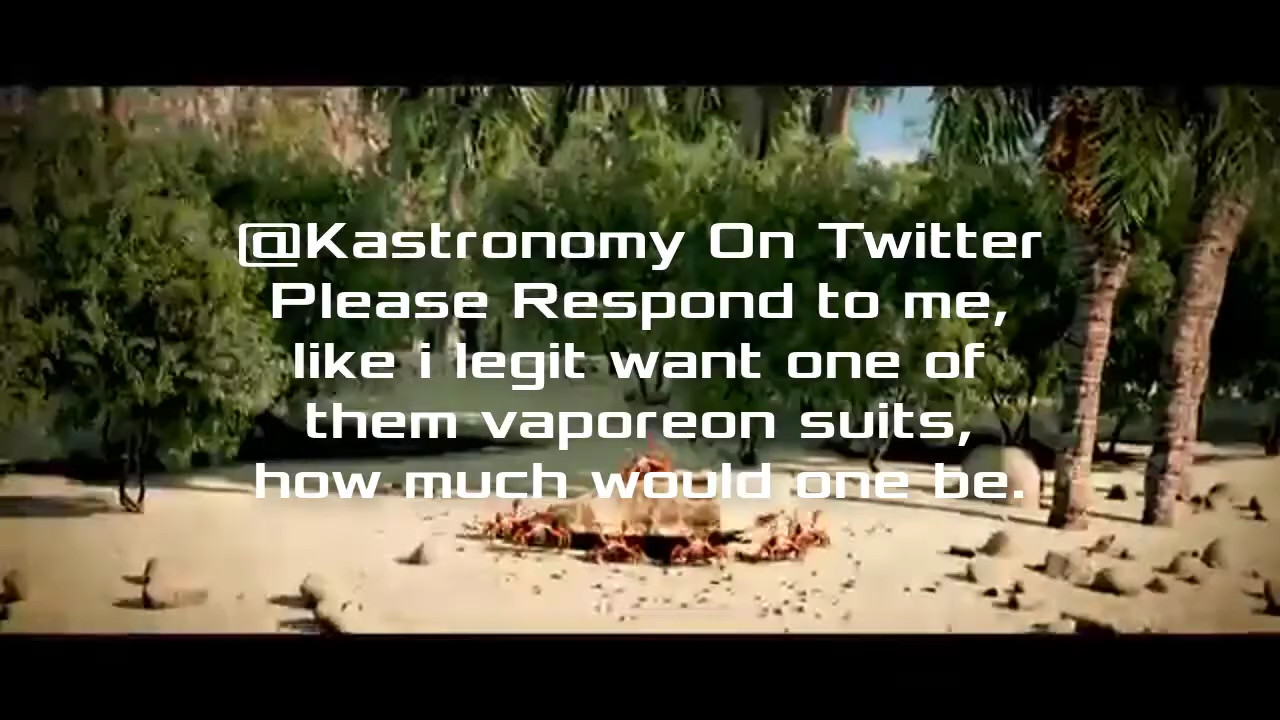 @Kastronomy On Twitter
Please Respond to me,
like i legit want one of
them vaporeon suits,
how much would one be.